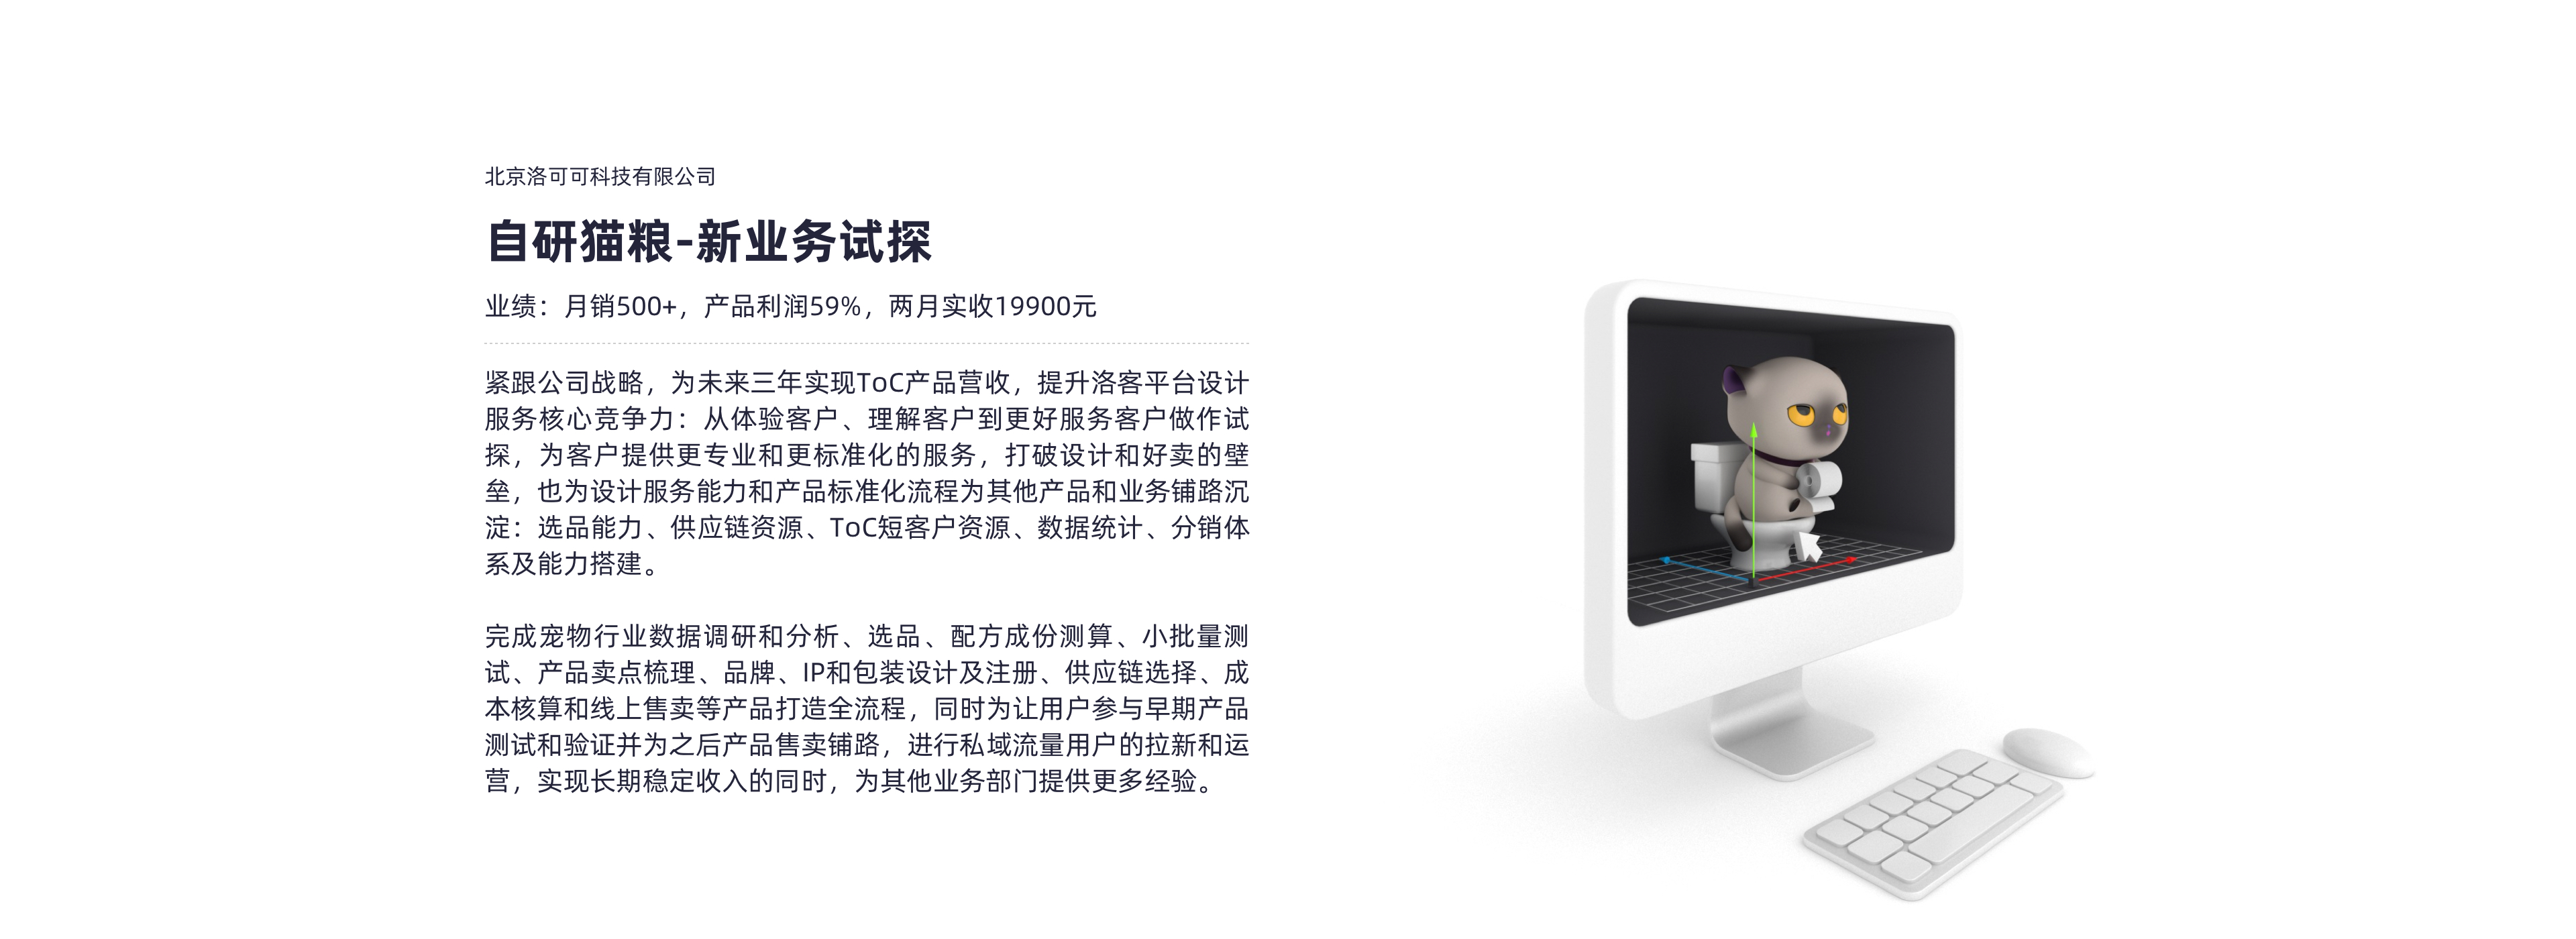 北京洛可可科技有限公司
自研猫粮-新业务试探
业绩：月销500+，产品利润59%，两月实收19900元
紧跟公司战略，为未来三年实现ToC产品营收，提升洛客平台设计
服务核心竞争力：从体验客户、理解客户到更好服务客户做作试
探，为客户提供更专业和更标准化的服务，打破设计和好卖的壁
垒，也为设计服务能力和产品标准化流程为其他产品和业务铺路沉
淀：选品能力、供应链资源、ToC短客户资源、数据统计、分销体
系及能力搭建。
完成宠物行业数据调研和分析、选品、配方成份测算、小批量测
试、产品卖点梳理、品牌、IP和包装设计及注册、供应链选择、成
本核算和线上售卖等产品打造全流程，同时为让用户参与早期产品
测试和验证并为之后产品售卖铺路，进行私域流量用户的拉新和运
营，实现长期稳定收入的同时，为其他业务部门提供更多经验。